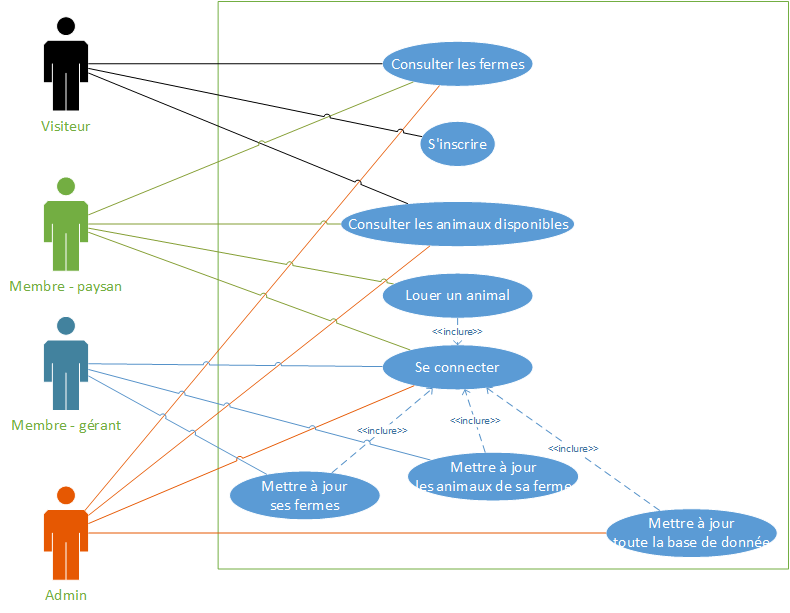 Consulter les fermes
Visiteur
S'inscrire
Consulter les animaux disponibles
Membre - paysan
Louer un animal
<<inclure>>
Se connecter
Membre - gérant
<<inclure>>
<<inclure>>
<<inclure>>
Mettre à jour
les animaux de sa ferme
Mettre à jour
ses fermes
Mettre à jour
toute la base de donnée
Admin